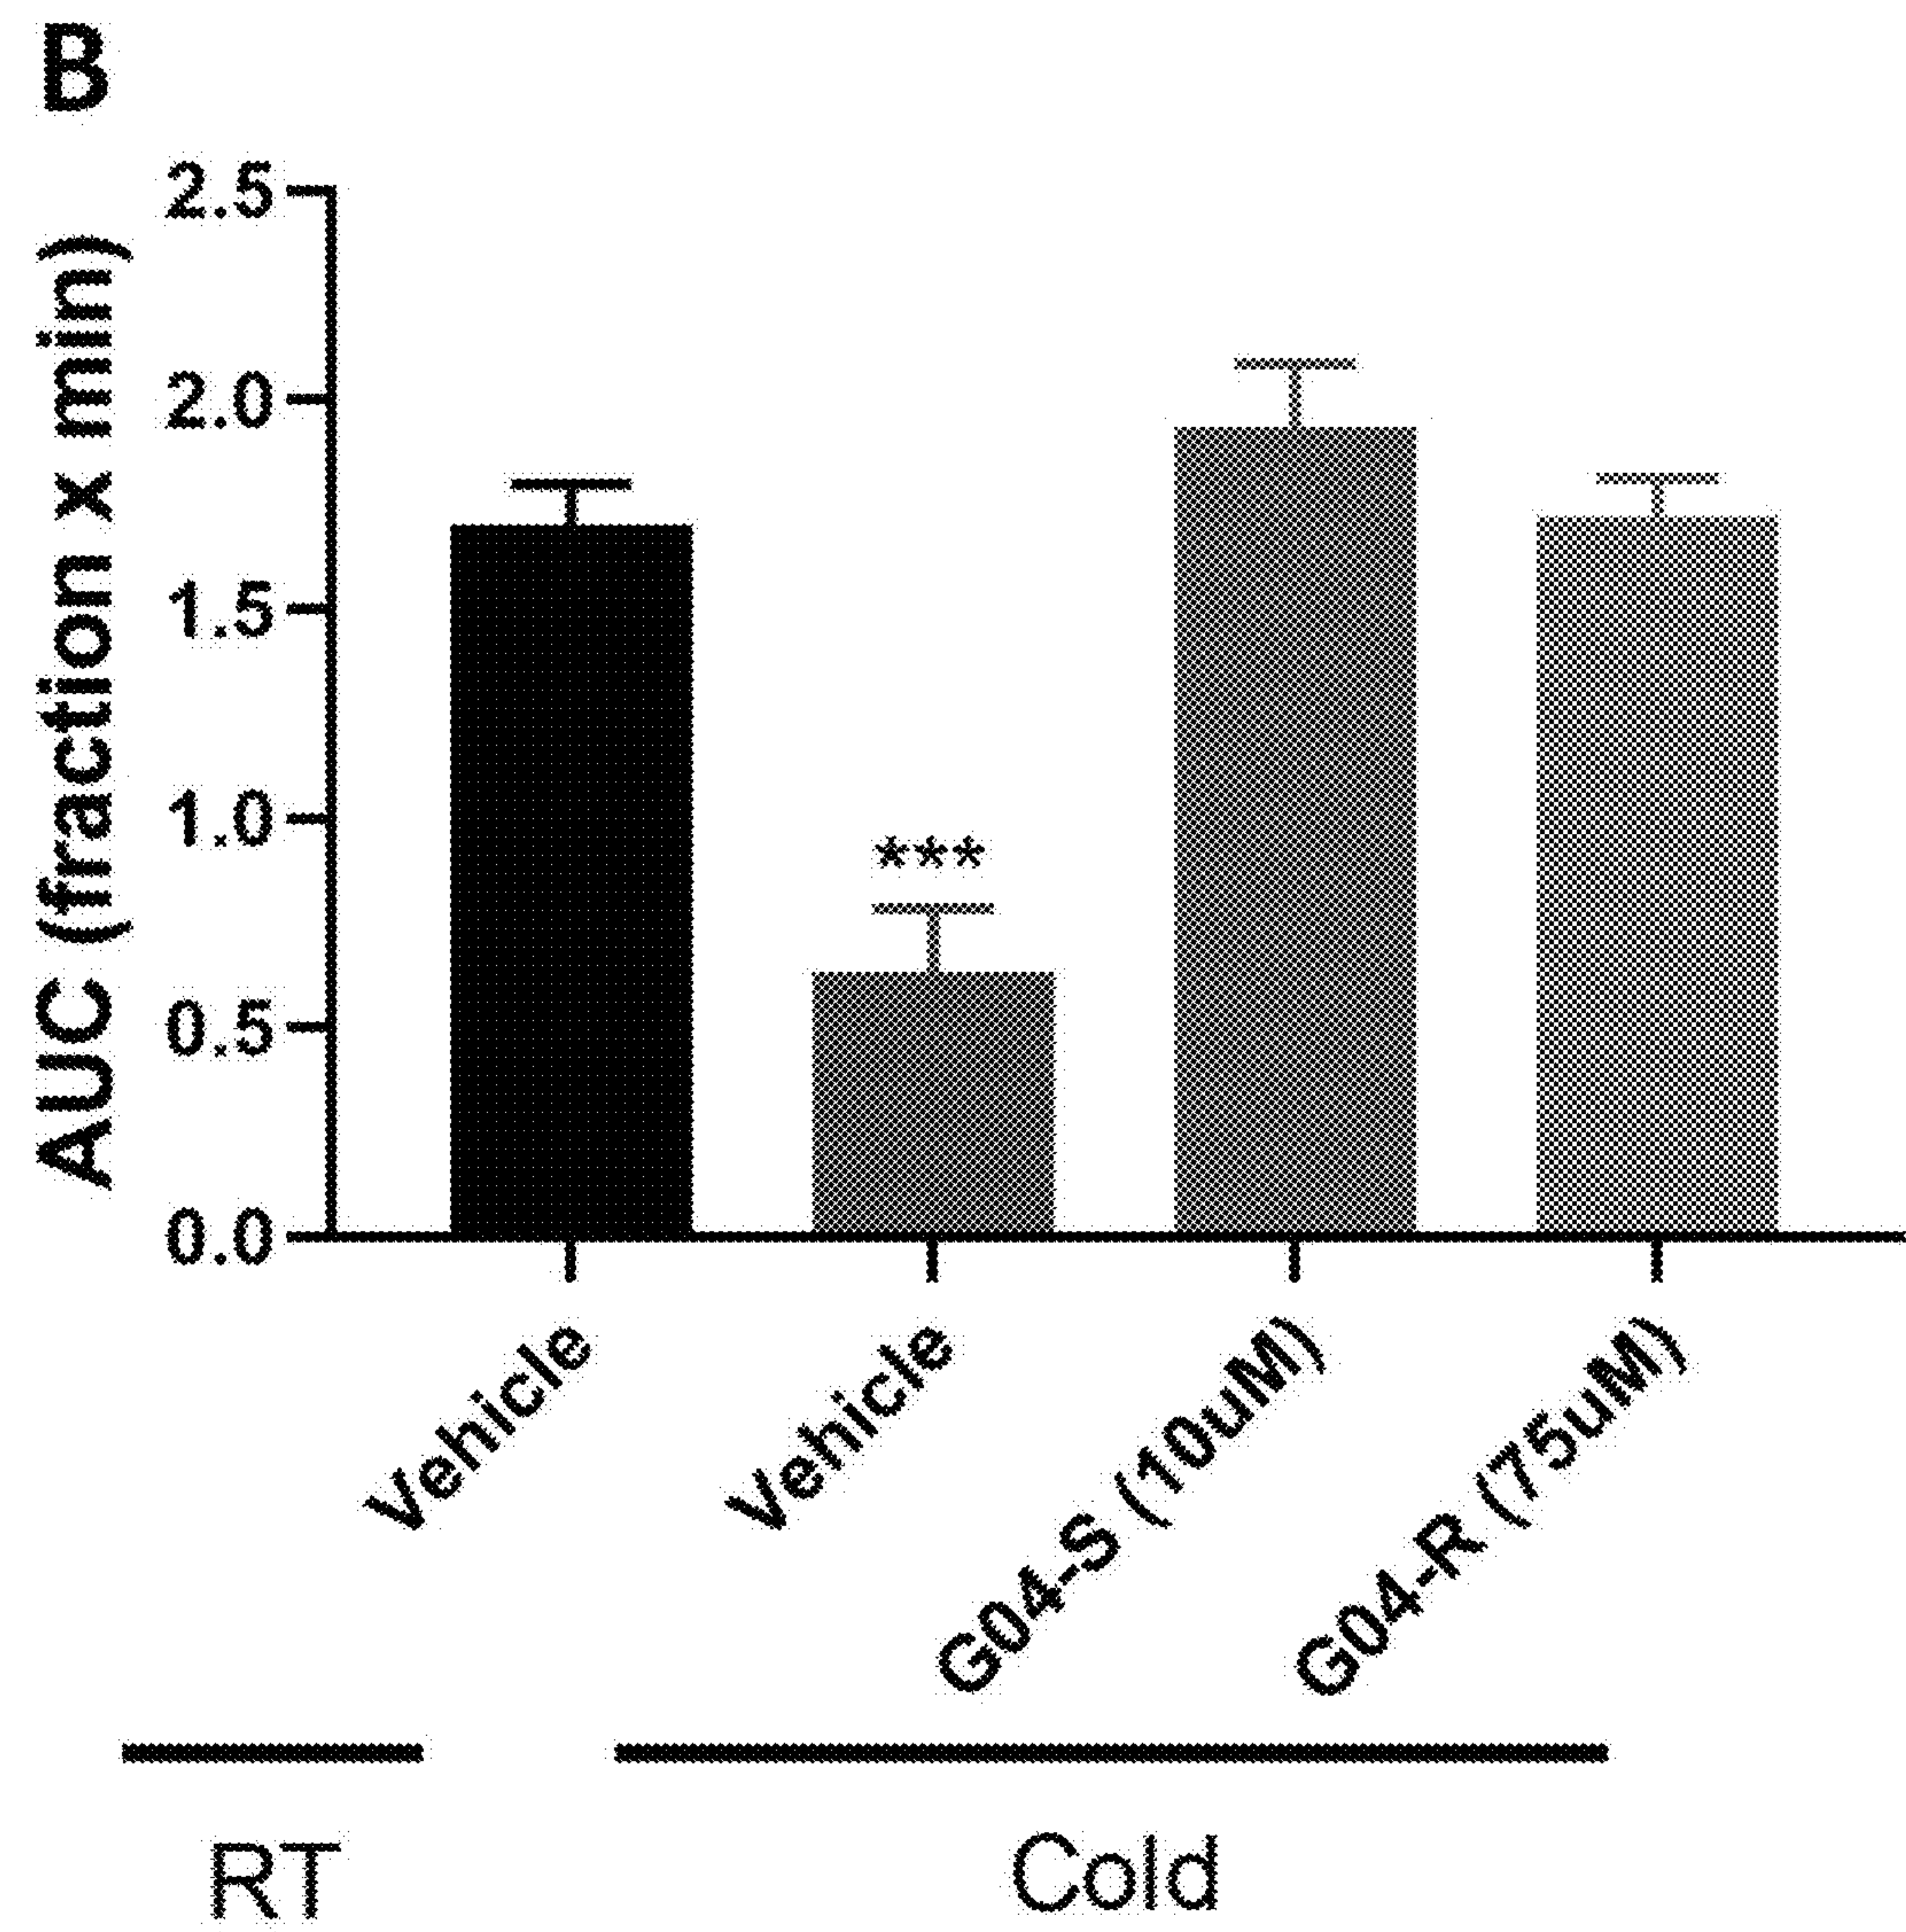 B
AUC (fraction x min)
2.5
2.0
1.5
1.0
0.5
0.0
***
Vehicle
Vehicle
G04-S (10uM)
G04-R (75uM)
RT
Cold